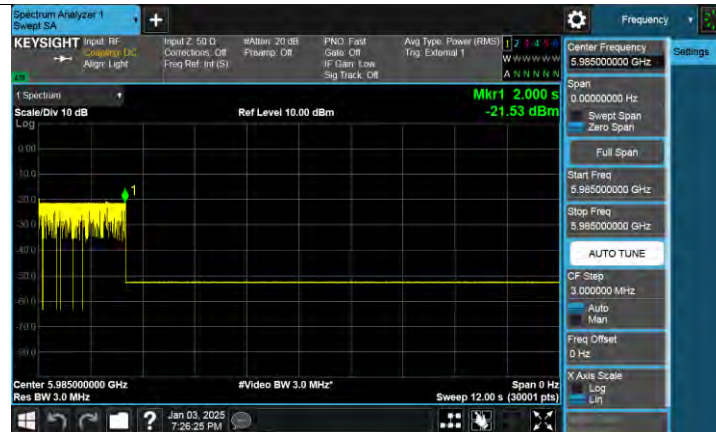 Spectrum Analyzer 1
Swept SA
+
Frequency
KEYSIGHT
Input: RF
Coupling: DC
Align: Light
Input Z: 50 Ω
Corrections: Off
Freq Ref: Int (S)
#Atten: 20 dB
Preamp: Off
PNO: Fast
Gate: Off
IF Gain: Low
Sig Track: Off
Avg Type: Power (RMS)
Trig: External 1
1 2 3 4 5 6
W W W W W W
A N N N N N
Center Frequency
5.985000000 GHz
Settings
1 Spectrum
Mkr1 2.000 s
Scale/Div 10 dB
Ref Level 10.00 dBm
-21.53 dBm
Log
0.00
-10.0
-20.0
-30.0
-40.0
-50.0
-60.0
-70.0
-80.0
1
Center 5.985000000 GHz
#Video BW 3.0 MHz*
Span 0 Hz
Res BW 3.0 MHz
Sweep 12.00 s (30001 pts)
Span
0.00000000 Hz
Swept Span
Zero Span
Full Span
Start Freq
5.985000000 GHz
Stop Freq
5.985000000 GHz
AUTO TUNE
CF Step
3.000000 MHz
Auto
Man
Freq Offset
0 Hz
X Axis Scale
Log
Lin
?
Jan 03, 2025
7:26:25 PM